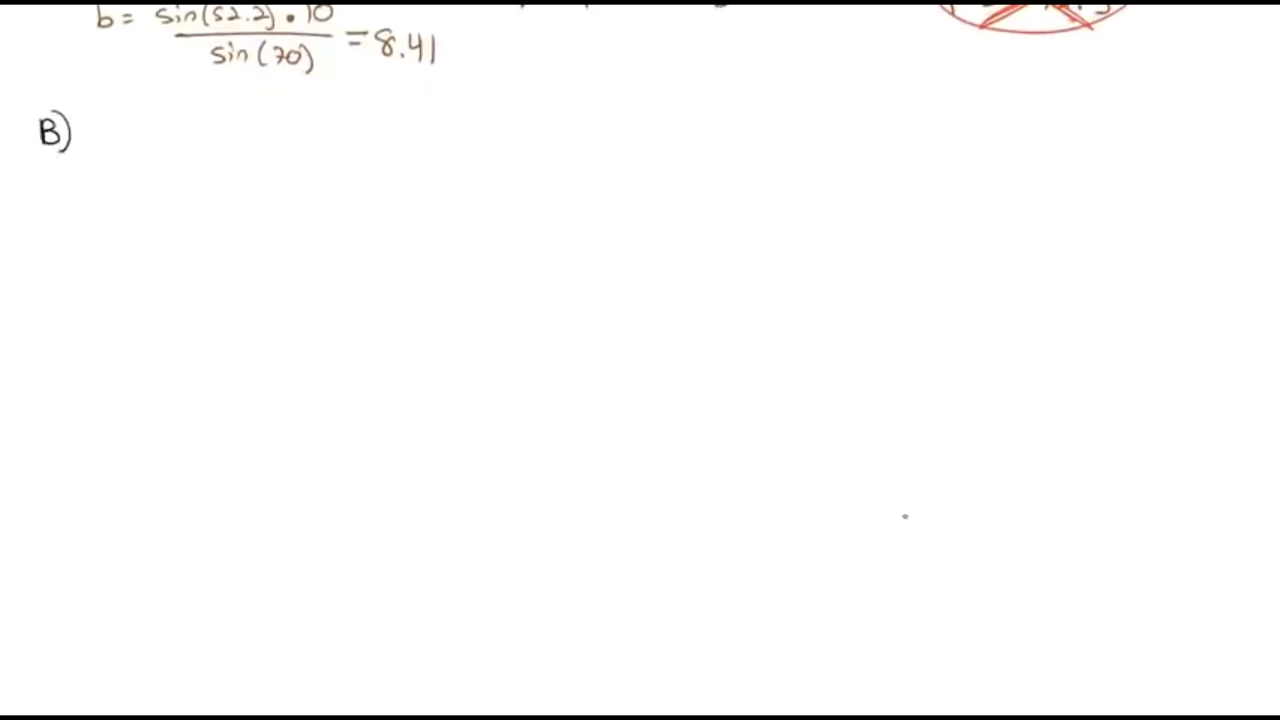 b = sin(52.2) • 10
sin(70)
= 8.41
B)